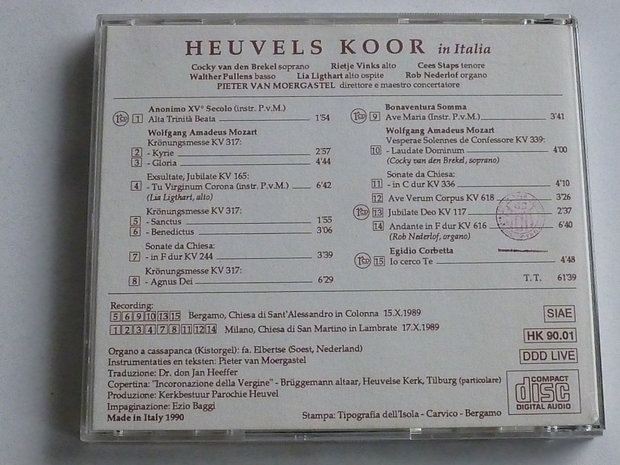 HEUVELS KOOR in Italia
Cocky van den Brekel soprano Rietje Vinks alto Cees Staps tenore
Walther Pullens basso Lia Ligthart alto ospite Rob Nederlof organo
PIETER VAN MOERGASTEL direttore e maestro concertatore
Anonimo XV° Secolo (instr. P.v.M.)
1 Alta Trinità Beata 1'54
Wolfgang Amadeus Mozart
Krönungsmesse KV 317:
2 - Kyrie 2'57
3 - Gloria 4'44
Exsultate, Jubilate KV 165:
4 - Tu Virginum Corona (instr. P.v.M.) 6'42
(Lia Ligthart, alto)
Krönungsmesse KV 317:
5 - Sanctus 1'55
6 - Benedictus 3'06
Sonate da Chiesa:
7 - in F dur KV 244 3'39
Krönungsmesse KV 317:
8 - Agnus Dei 6'29
Bonaventura Somma
9 Ave Maria (Instr. P.v.M.) 3'41
Wolfgang Amadeus Mozart
Vesperae Solennes de Confessore KV 339:
10 - Laudate Dominum 4'00
(Cocky van den Brekel, soprano)
Sonate da Chiesa:
11 - in C dur KV 336 4'10
12 Ave Verum Corpus KV 618 3'26
13 Jubilate Deo KV 117 2'37
14 Andante in F dur KV 616 6'40
(Rob Nederlof, organo)
Egidio Corbetta
15 Io cerco Te 4'48
T.T. 61'39
Recording:
5 6 9 10 13 15 Bergamo, Chiesa di Sant'Alessandro in Colonna 15.X.1989
1 2 3 4 7 8 11 12 14 Milano, Chiesa di San Martino in Lambrate 17.X.1989
SIAE
HK 90.01
DDD LIVE
Organo a cassapanca (Kistorgel): fa. Elbertse (Soest, Nederland)
Instrumentaties en teksten: Pieter van Moergastel
Traduzione: Dr. don Jan Heeffer
Copertina: "Incoronazione della Vergine" - Brüggemann altaar, Heuvelse Kerk, Tilburg (particolare)
Produzione: Kerkbestuur Parochie Heuvel
Impaginazione: Ezio Baggi
Made in Italy 1990
Stampa: Tipografia dell'Isola - Carvico - Bergamo
COMPACT
disc
DIGITAL AUDIO